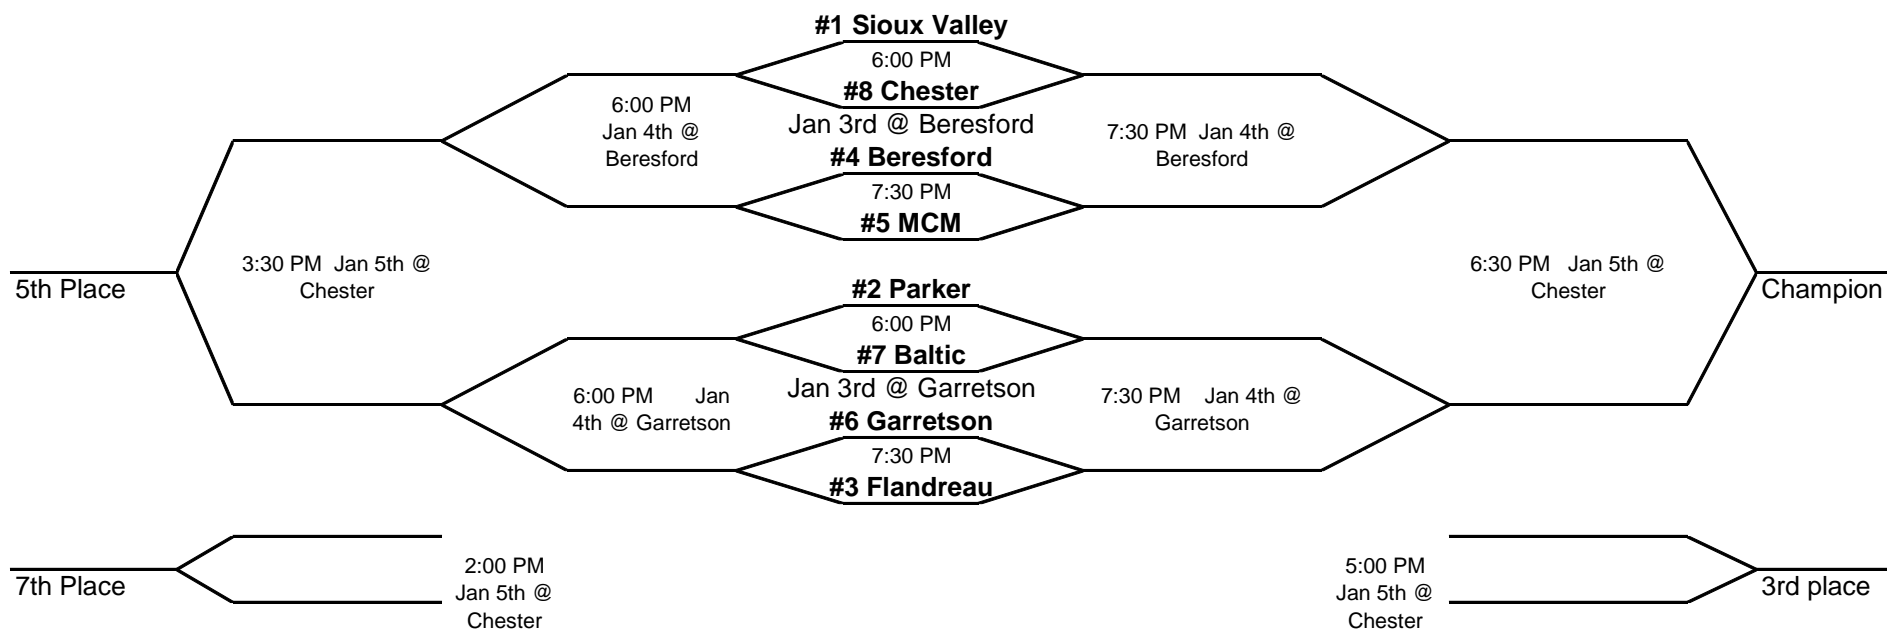 #1 Sioux Valley
6:00 PM
#8 Chester
Jan 3rd @ Beresford
#4 Beresford
7:30 PM
#5 MCM
6:00 PM
Jan 4th @
Beresford
7:30 PM  Jan 4th @
Beresford
3:30 PM  Jan 5th @
Chester
5th Place
6:30 PM   Jan 5th @
Chester
Champion
#2 Parker
6:00 PM
#7 Baltic
Jan 3rd @ Garretson
#6 Garretson
7:30 PM
#3 Flandreau
6:00 PM      Jan
4th @ Garretson
7:30 PM   Jan 4th @
Garretson
7th Place
2:00 PM
Jan 5th @
Chester
5:00 PM
Jan 5th @
Chester
3rd place